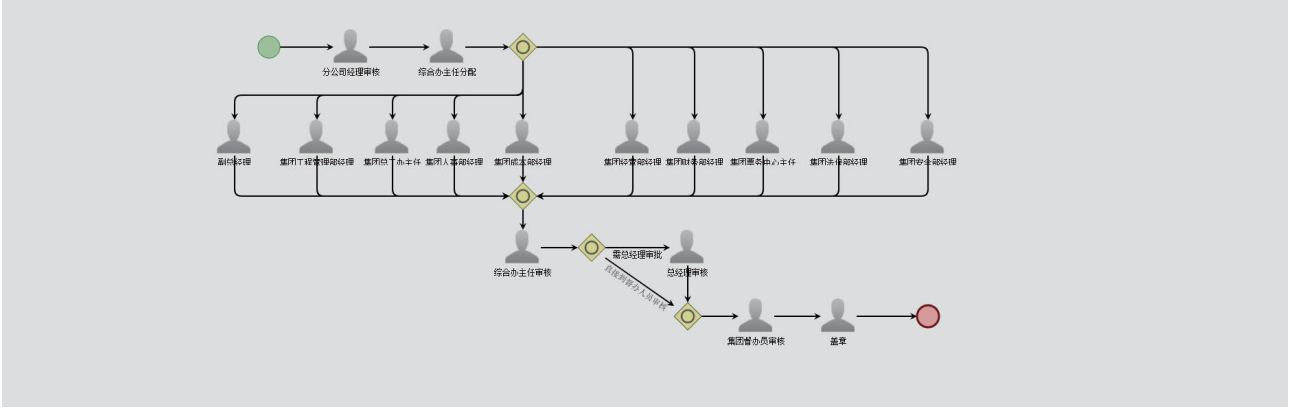 分公司经理审核
综合办主任分配
副总经理
集团工程管理部经理
集团总工办主任
集团人事部经理
集团成本部经理
集团经营部经理
集团财务部经理
集团票务中心主任
集团法律部经理
集团安全部经理
综合办主任审核
需总经理审批
总经理审核
直接到督办人员审核
集团督办员审核
盖章